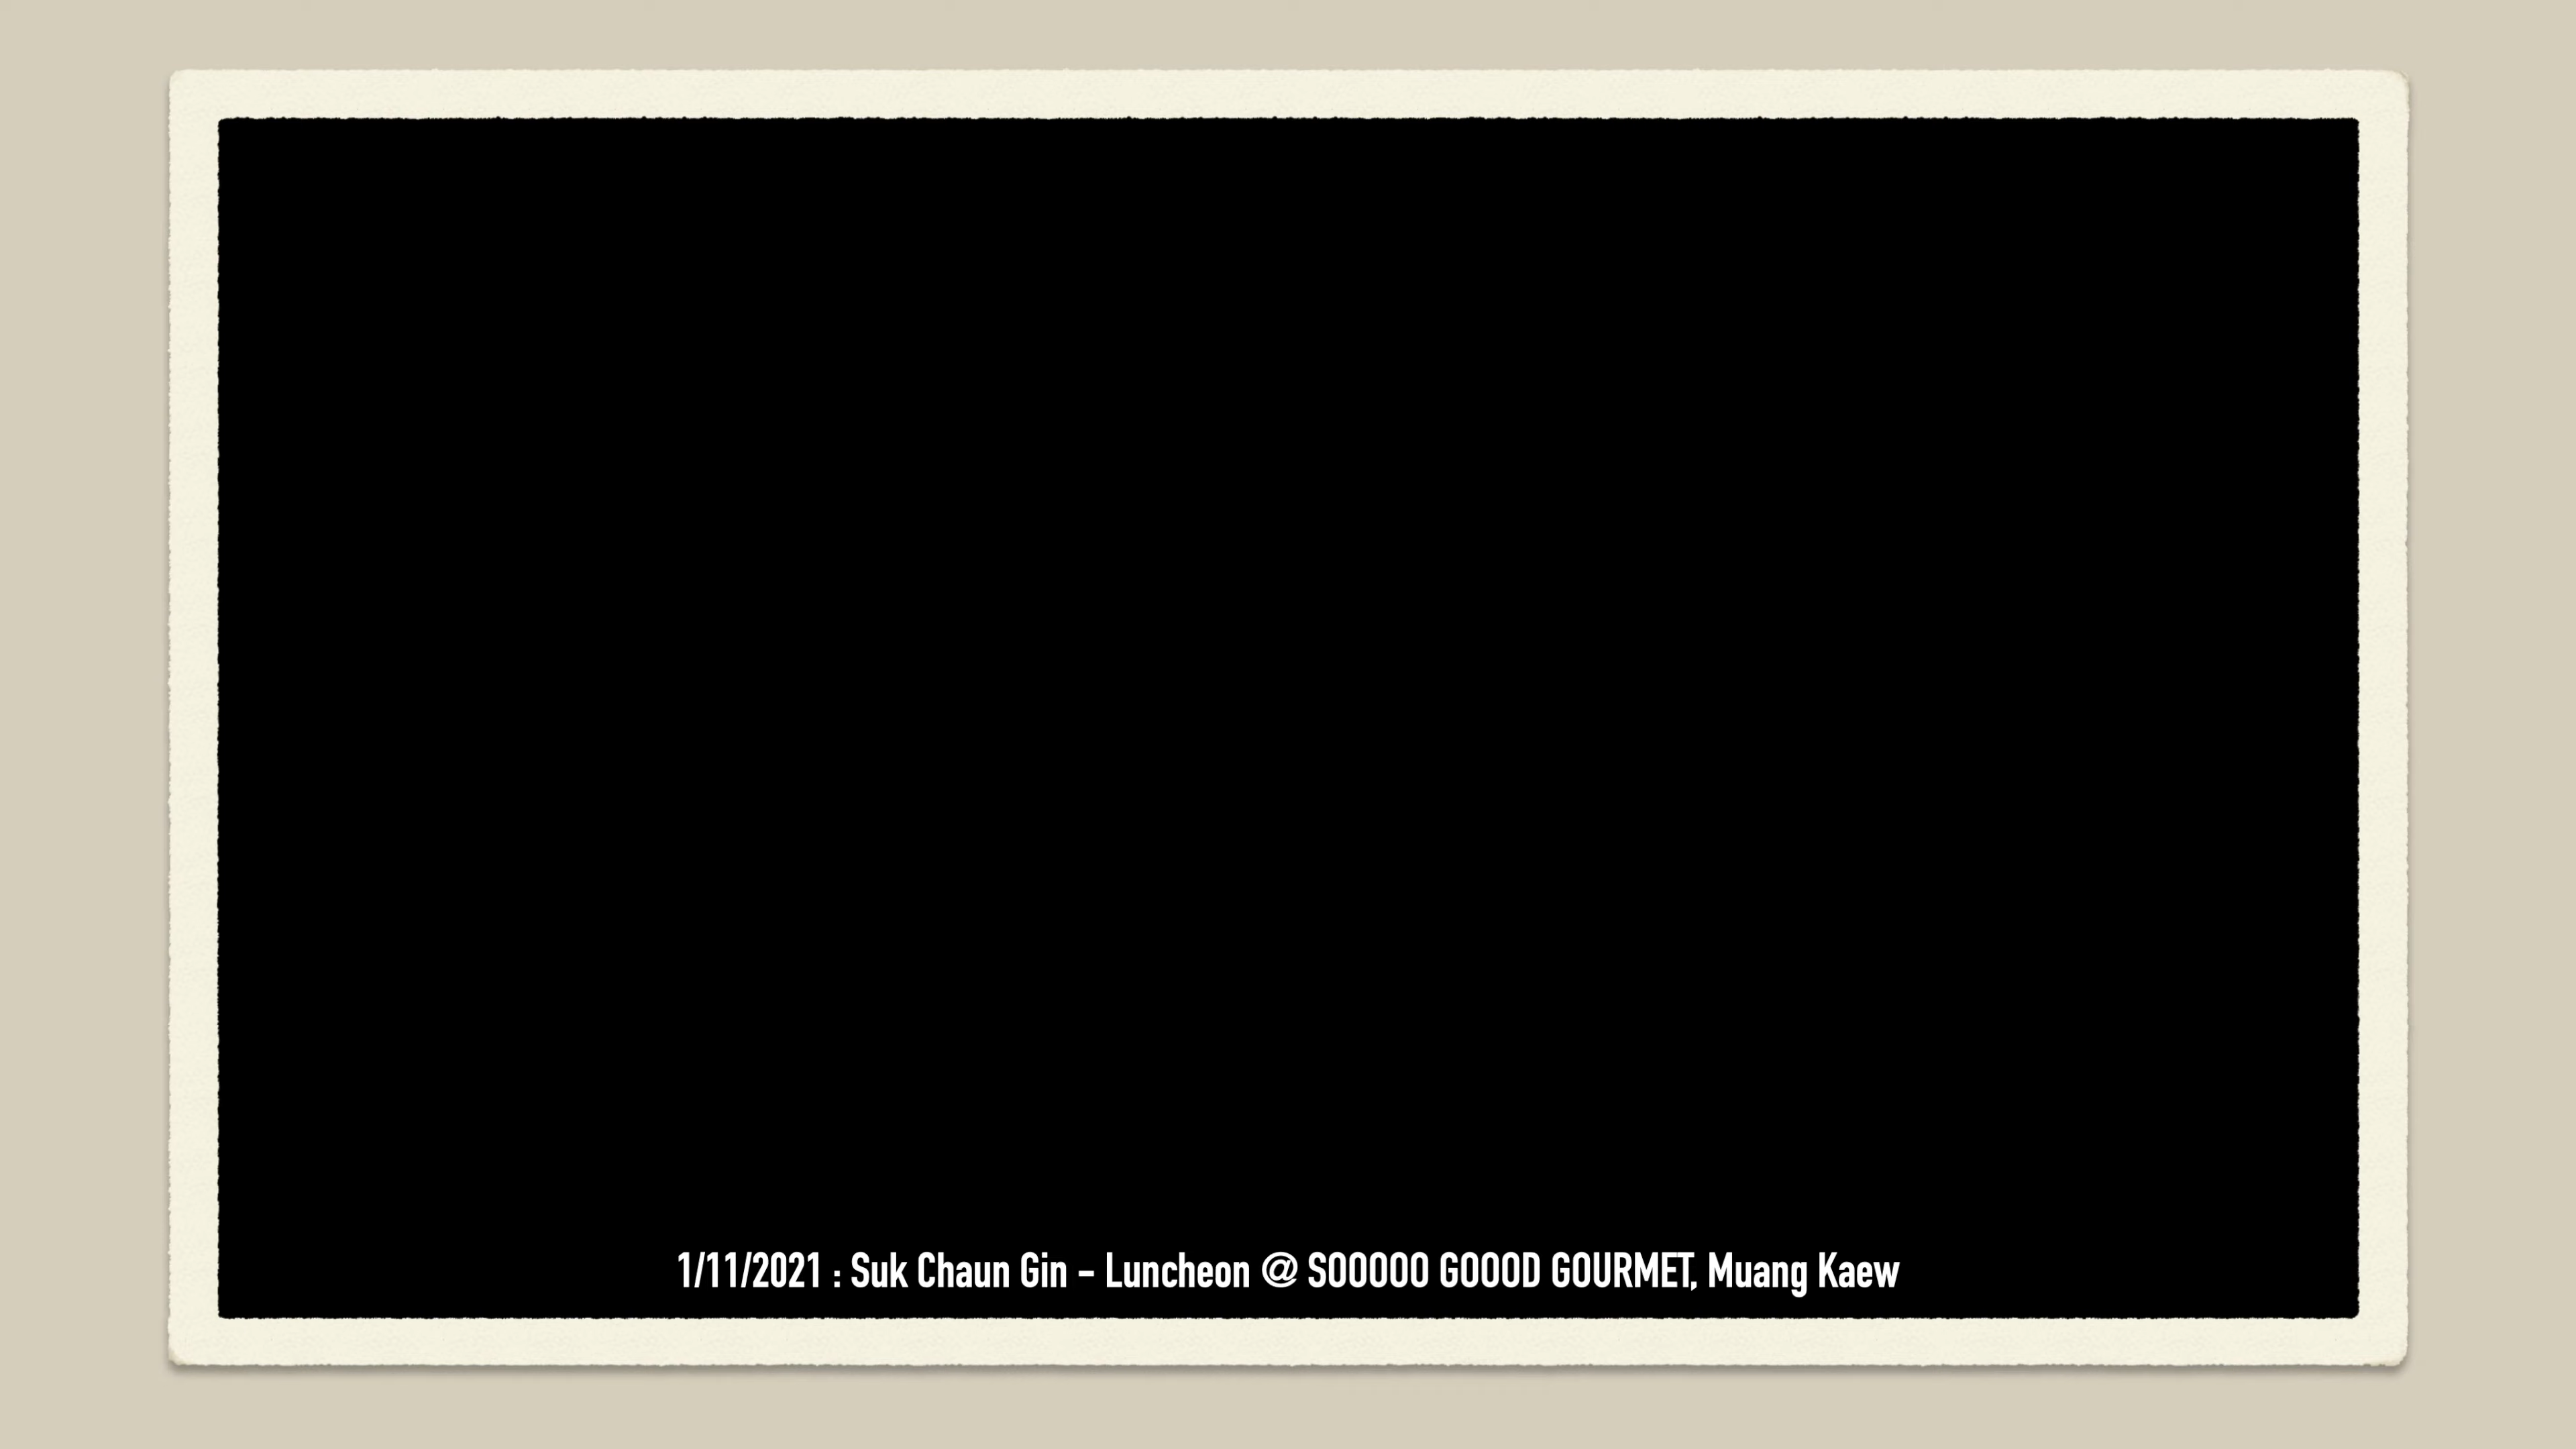 1/11/2021 : Suk Chaun Gin - Luncheon @ SOOOOO GOOOD GOURMET, Muang Kaew